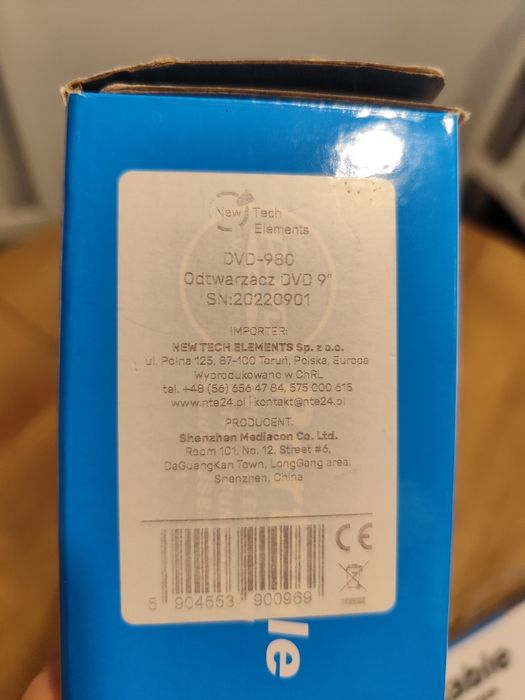 New Tech
Elements
DVD-980
Odtwarzacz DVD 9"
SN:20220901
IMPORTER:
NEW TECH ELEMENTS Sp. z o.o.
ul. Polna 125, 87-100 Toruń, Polska, Europa
Wyprodukowano w ChRL
tel. +48 (56) 656 47 84, 575 000 615
www.nte24.pl | kontakt@nte24.pl
PRODUCENT:
Shenzhen Mediacon Co. Ltd.
Room 101, No. 12, Street #6,
DaGuangKan Town, LongGang area,
Shenzhen, China
CE
5 904553 900969
le
able